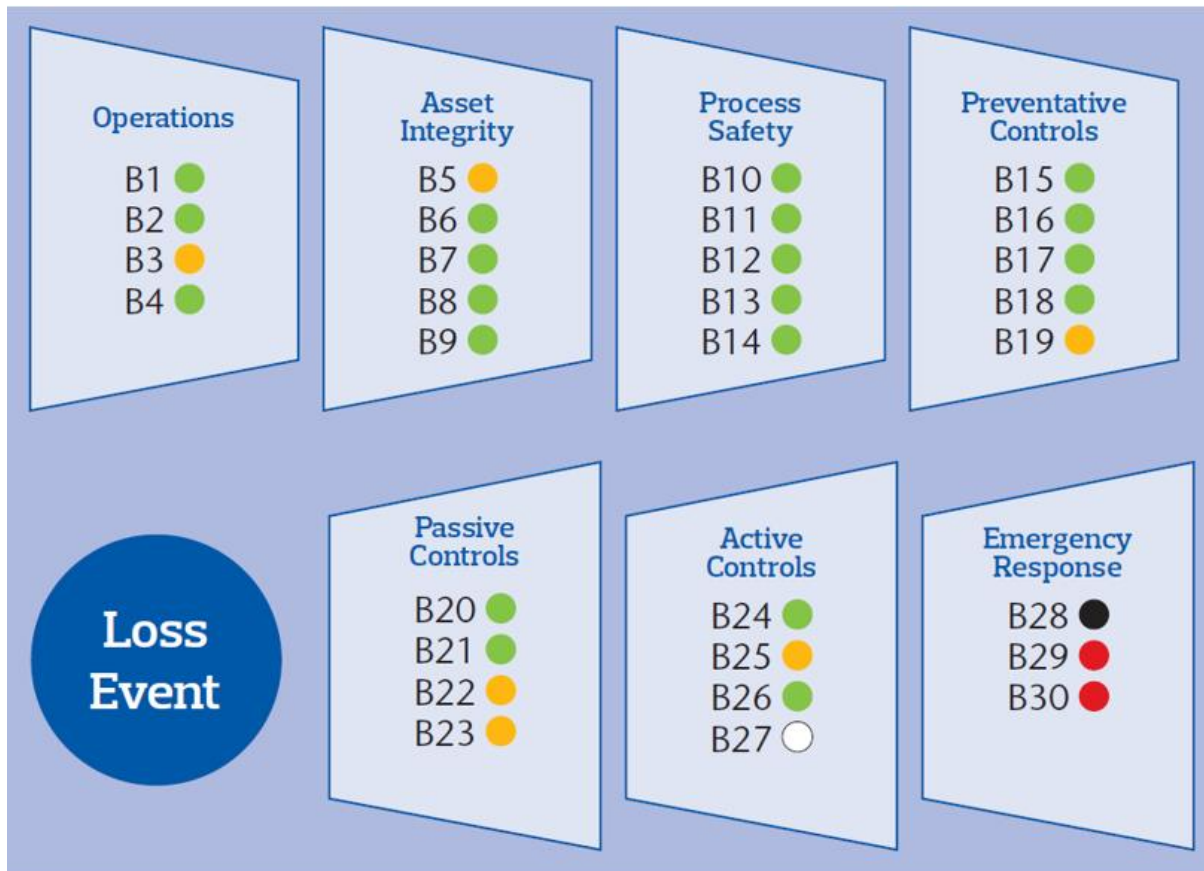 Operations
B1
B2
B3
B4
Asset
Integrity
B5
B6
B7
B8
B9
Process
Safety
B10
B11
B12
B13
B14
Preventative
Controls
B15
B16
B17
B18
B19
Loss
Event
Passive
Controls
B20
B21
B22
B23
Active
Controls
B24
B25
B26
B27
Emergency
Response
B28
B29
B30